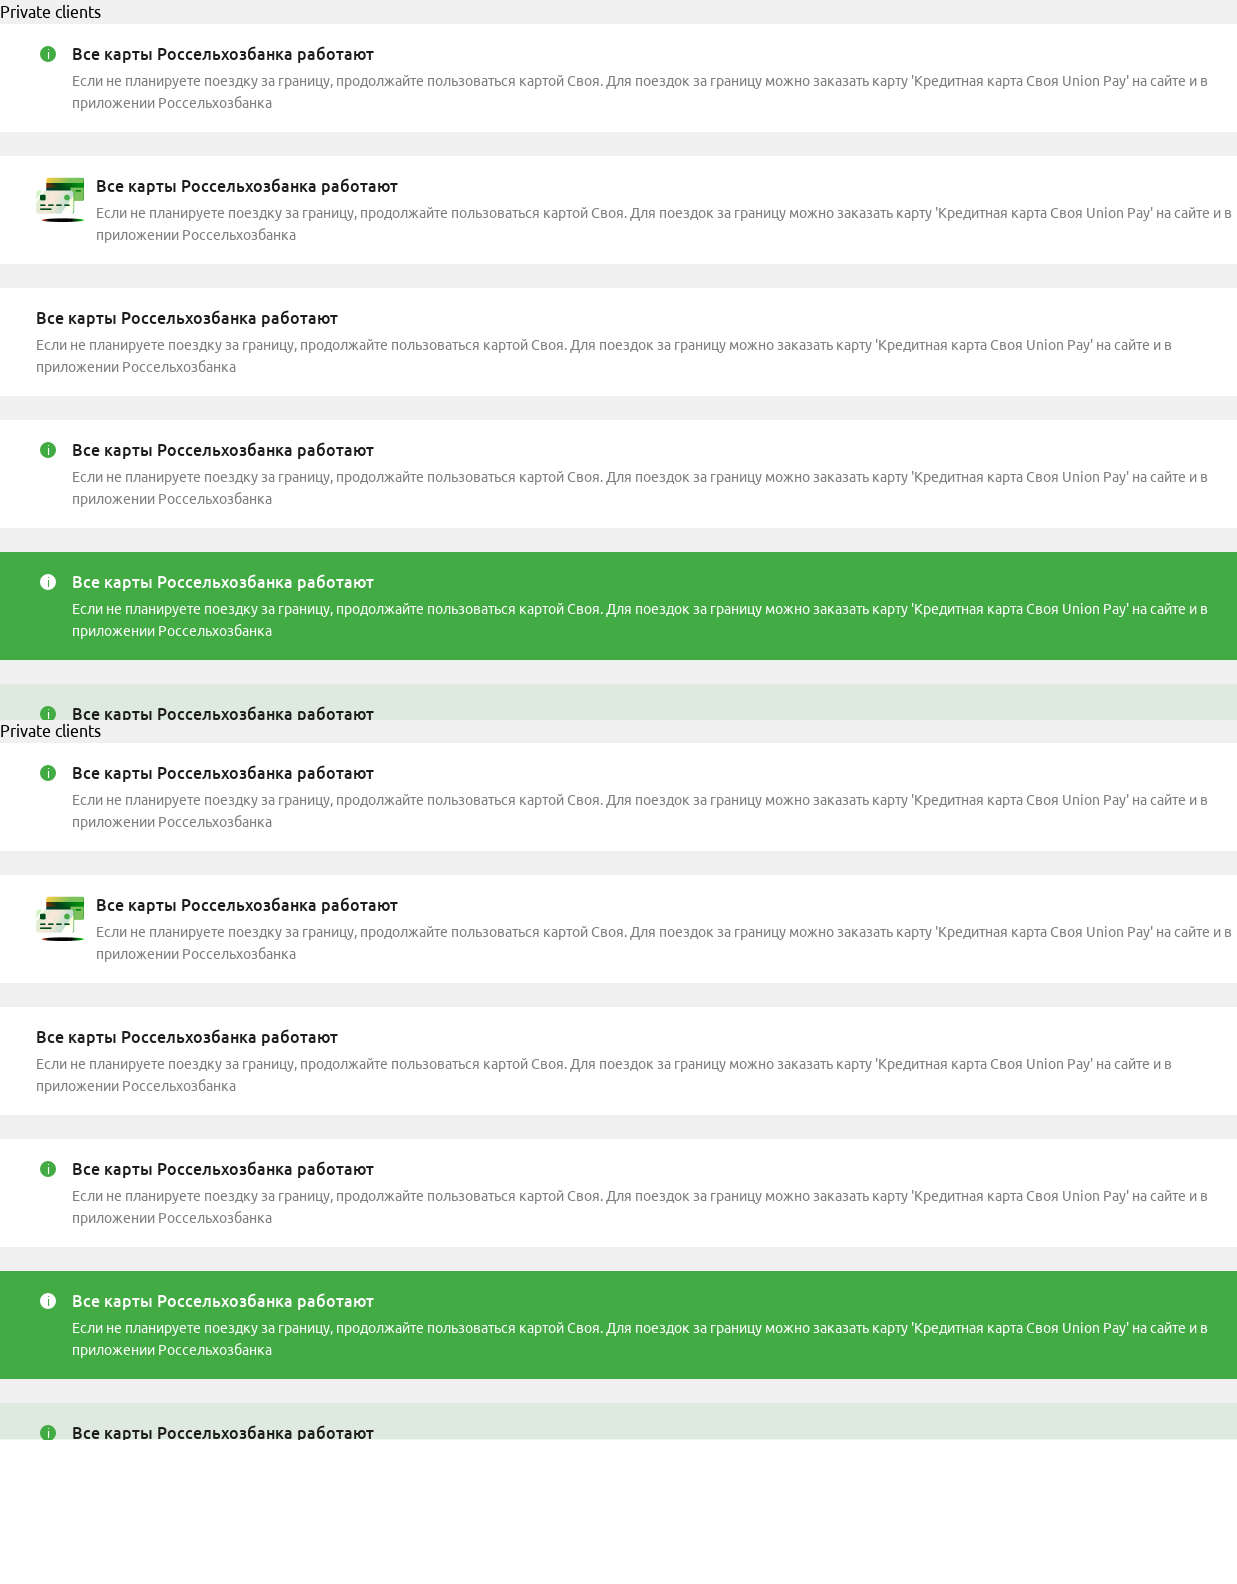 Private clients
Все карты Россельхозбанка работают
Если не планируете поездку за границу, продолжайте пользоваться картой Своя. Для поездок за границу можно заказать карту 'Кредитная карта Своя Union Pay' на сайте и в
приложении Россельхозбанка
Все карты Россельхозбанка работают
Если не планируете поездку за границу, продолжайте пользоваться картой Своя. Для поездок за границу можно заказать карту 'Кредитная карта Своя Union Pay' на сайте и в
приложении Россельхозбанка
Все карты Россельхозбанка работают
Если не планируете поездку за границу, продолжайте пользоваться картой Своя. Для поездок за границу можно заказать карту 'Кредитная карта Своя Union Pay' на сайте и в
приложении Россельхозбанка
Все карты Россельхозбанка работают
Если не планируете поездку за границу, продолжайте пользоваться картой Своя. Для поездок за границу можно заказать карту 'Кредитная карта Своя Union Pay' на сайте и в
приложении Россельхозбанка
Все карты Россельхозбанка работают
Если не планируете поездку за границу, продолжайте пользоваться картой Своя. Для поездок за границу можно заказать карту 'Кредитная карта Своя Union Pay' на сайте и в
приложении Россельхозбанка
Все карты Россельхозбанка работают
Private clients
Все карты Россельхозбанка работают
Если не планируете поездку за границу, продолжайте пользоваться картой Своя. Для поездок за границу можно заказать карту 'Кредитная карта Своя Union Pay' на сайте и в
приложении Россельхозбанка
Все карты Россельхозбанка работают
Если не планируете поездку за границу, продолжайте пользоваться картой Своя. Для поездок за границу можно заказать карту 'Кредитная карта Своя Union Pay' на сайте и в
приложении Россельхозбанка
Все карты Россельхозбанка работают
Если не планируете поездку за границу, продолжайте пользоваться картой Своя. Для поездок за границу можно заказать карту 'Кредитная карта Своя Union Pay' на сайте и в
приложении Россельхозбанка
Все карты Россельхозбанка работают
Если не планируете поездку за границу, продолжайте пользоваться картой Своя. Для поездок за границу можно заказать карту 'Кредитная карта Своя Union Pay' на сайте и в
приложении Россельхозбанка
Все карты Россельхозбанка работают
Если не планируете поездку за границу, продолжайте пользоваться картой Своя. Для поездок за границу можно заказать карту 'Кредитная карта Своя Union Pay' на сайте и в
приложении Россельхозбанка
Все карты Россельхозбанка работают